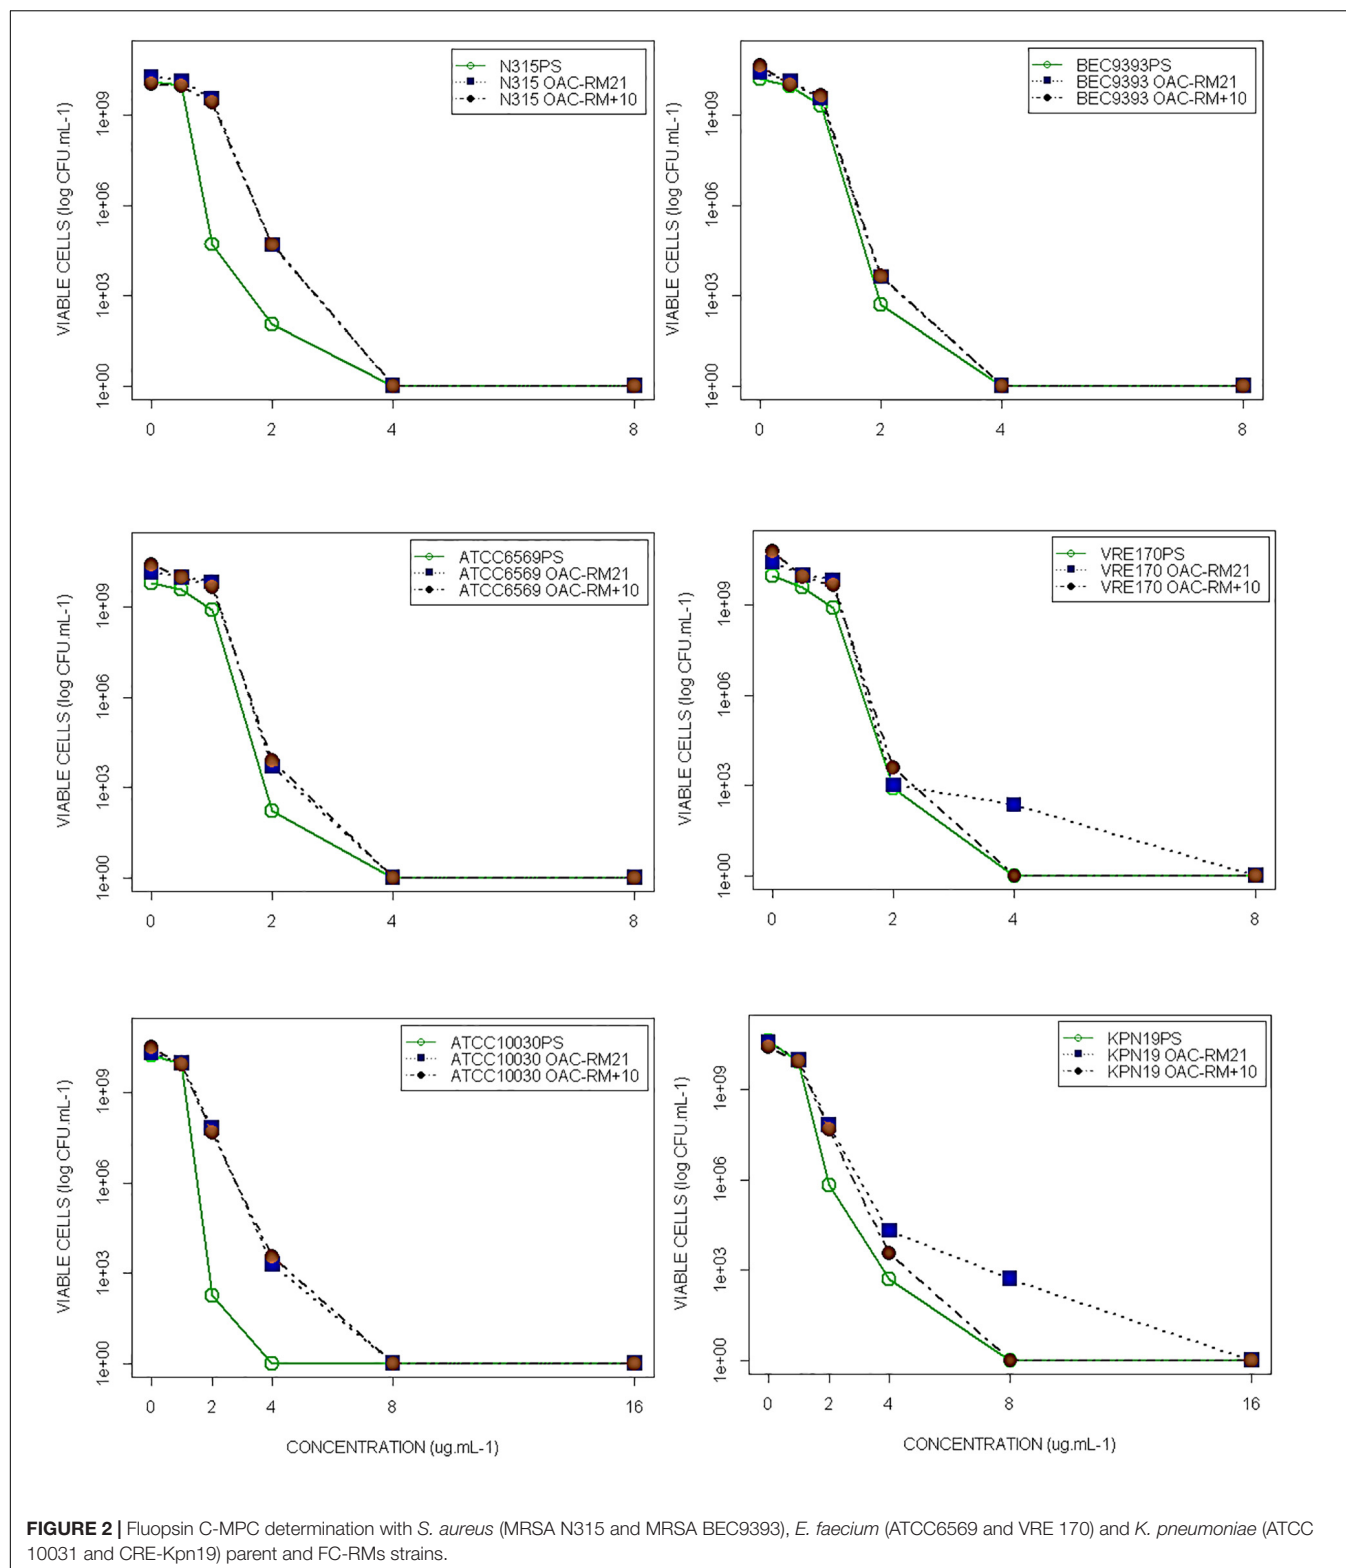 N315PS
N315 OAC-RM21
N315 OAC-RM+10
VIABLE CELLS (log CFU.mL-1)
1e+09
1e+06
1e+03
1e+00
0
2
4
8
BEC9393PS
BEC9393 OAC-RM21
BEC9393 OAC-RM+10
VIABLE CELLS (log CFU.mL-1)
1e+09
1e+06
1e+03
1e+00
0
2
4
8
ATCC6569PS
ATCC6569 OAC-RM21
ATCC6569 OAC-RM+10
VIABLE CELLS (log CFU.mL-1)
1e+09
1e+06
1e+03
1e+00
0
2
4
8
VRE170PS
VRE170 OAC-RM21
VRE170 OAC-RM+10
VIABLE CELLS (log CFU.mL-1)
1e+09
1e+06
1e+03
1e+00
0
2
4
8
ATCC10030PS
ATCC10030 OAC-RM21
ATCC10030 OAC-RM+10
VIABLE CELLS (log CFU.mL-1)
1e+09
1e+06
1e+03
1e+00
0
2
4
8
16
CONCENTRATION (ug.mL-1)
KPN19PS
KPN19 OAC-RM21
KPN19 OAC-RM+10
VIABLE CELLS (log CFU.mL-1)
1e+09
1e+06
1e+03
1e+00
0
2
4
8
16
CONCENTRATION (ug.mL-1)
FIGURE 2 | Fluopsin C-MPC determination with S. aureus (MRSA N315 and MRSA BEC9393), E. faecium (ATCC6569 and VRE 170) and K. pneumoniae (ATCC
10031 and CRE-Kpn19) parent and FC-RMs strains.